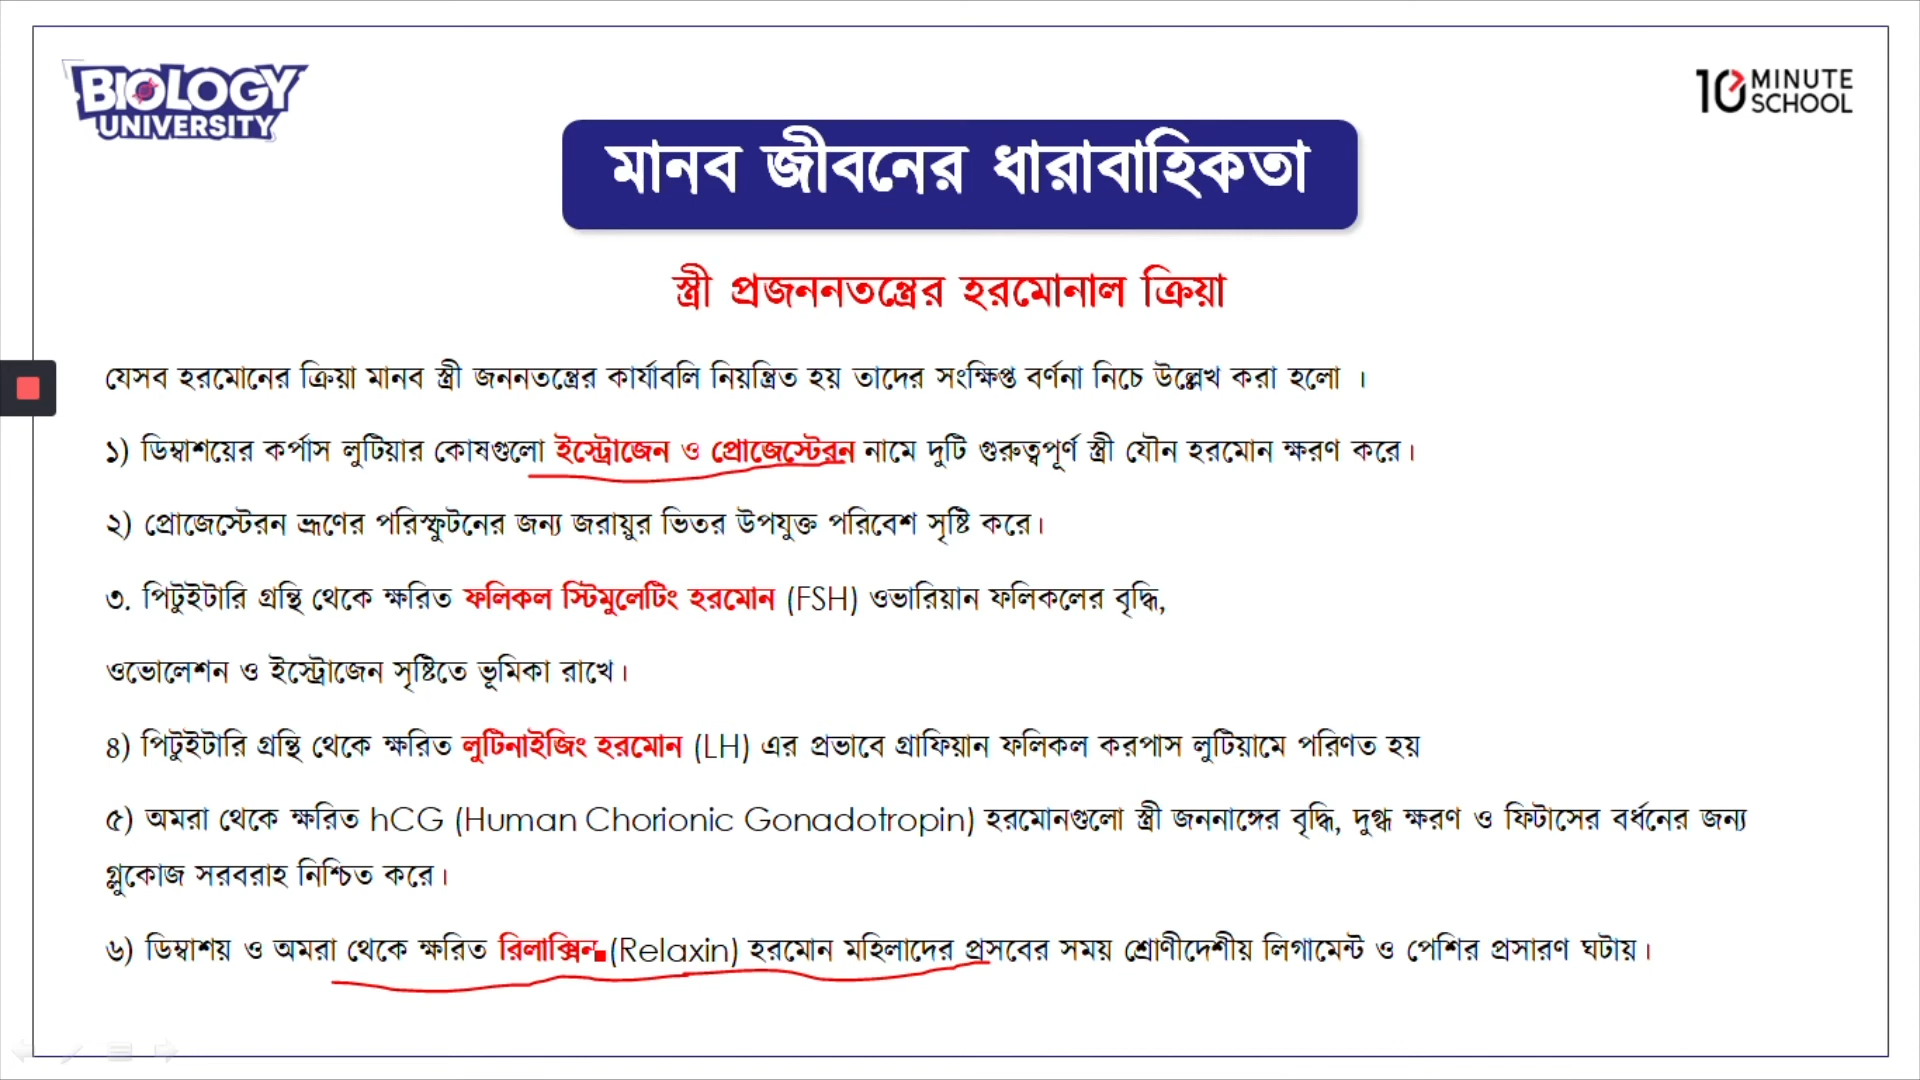 BIOLOGY
UNIVERSITY
10 MINUTE
SCHOOL
মানব জীবনের ধারাবাহিকতা
স্ত্রী প্রজননতন্ত্রের হরমোনাল ক্রিয়া
যেসব হরমোনের ক্রিয়া মানব স্ত্রী জননতন্ত্রের কার্যাবলি নিয়ন্ত্রিত হয় তাদের সংক্ষিপ্ত বর্ণনা নিচে উল্লেখ করা হলো ।
১) ডিম্বাশয়ের কর্পাস লুটিয়ার কোষগুলো ইস্ট্রোজেন ও প্রোজেস্টেরন নামে দুটি গুরুত্বপূর্ণ স্ত্রী যৌন হরমোন ক্ষরণ করে।
২) প্রোজেস্টেরন ভ্রূণের পরিস্ফুটনের জন্য জরায়ুর ভিতর উপযুক্ত পরিবেশ সৃষ্টি করে।
৩. পিটুইটারি গ্রন্থি থেকে ক্ষরিত ফলিকল স্টিমুলেটিং হরমোন (FSH) ওভারিয়ান ফলিকলের বৃদ্ধি,
ওভোলেশন ও ইস্ট্রোজেন সৃষ্টিতে ভূমিকা রাখে।
৪) পিটুইটারি গ্রন্থি থেকে ক্ষরিত লুটিনাইজিং হরমোন (LH) এর প্রভাবে গ্রাফিয়ান ফলিকল করপাস লুটিয়ামে পরিণত হয়
৫) অমরা থেকে ক্ষরিত hCG (Human Chorionic Gonadotropin) হরমোনগুলো স্ত্রী জননাঙ্গের বৃদ্ধি, দুগ্ধ ক্ষরণ ও ফিটাসের বর্ধনের জন্য
গ্লুকোজ সরবরাহ নিশ্চিত করে।
৬) ডিম্বাশয় ও অমরা থেকে ক্ষরিত রিলাক্সিন (Relaxin) হরমোন মহিলাদের প্রসবের সময় শ্রোণীদেশীয় লিগামেন্ট ও পেশির প্রসারণ ঘটায়।